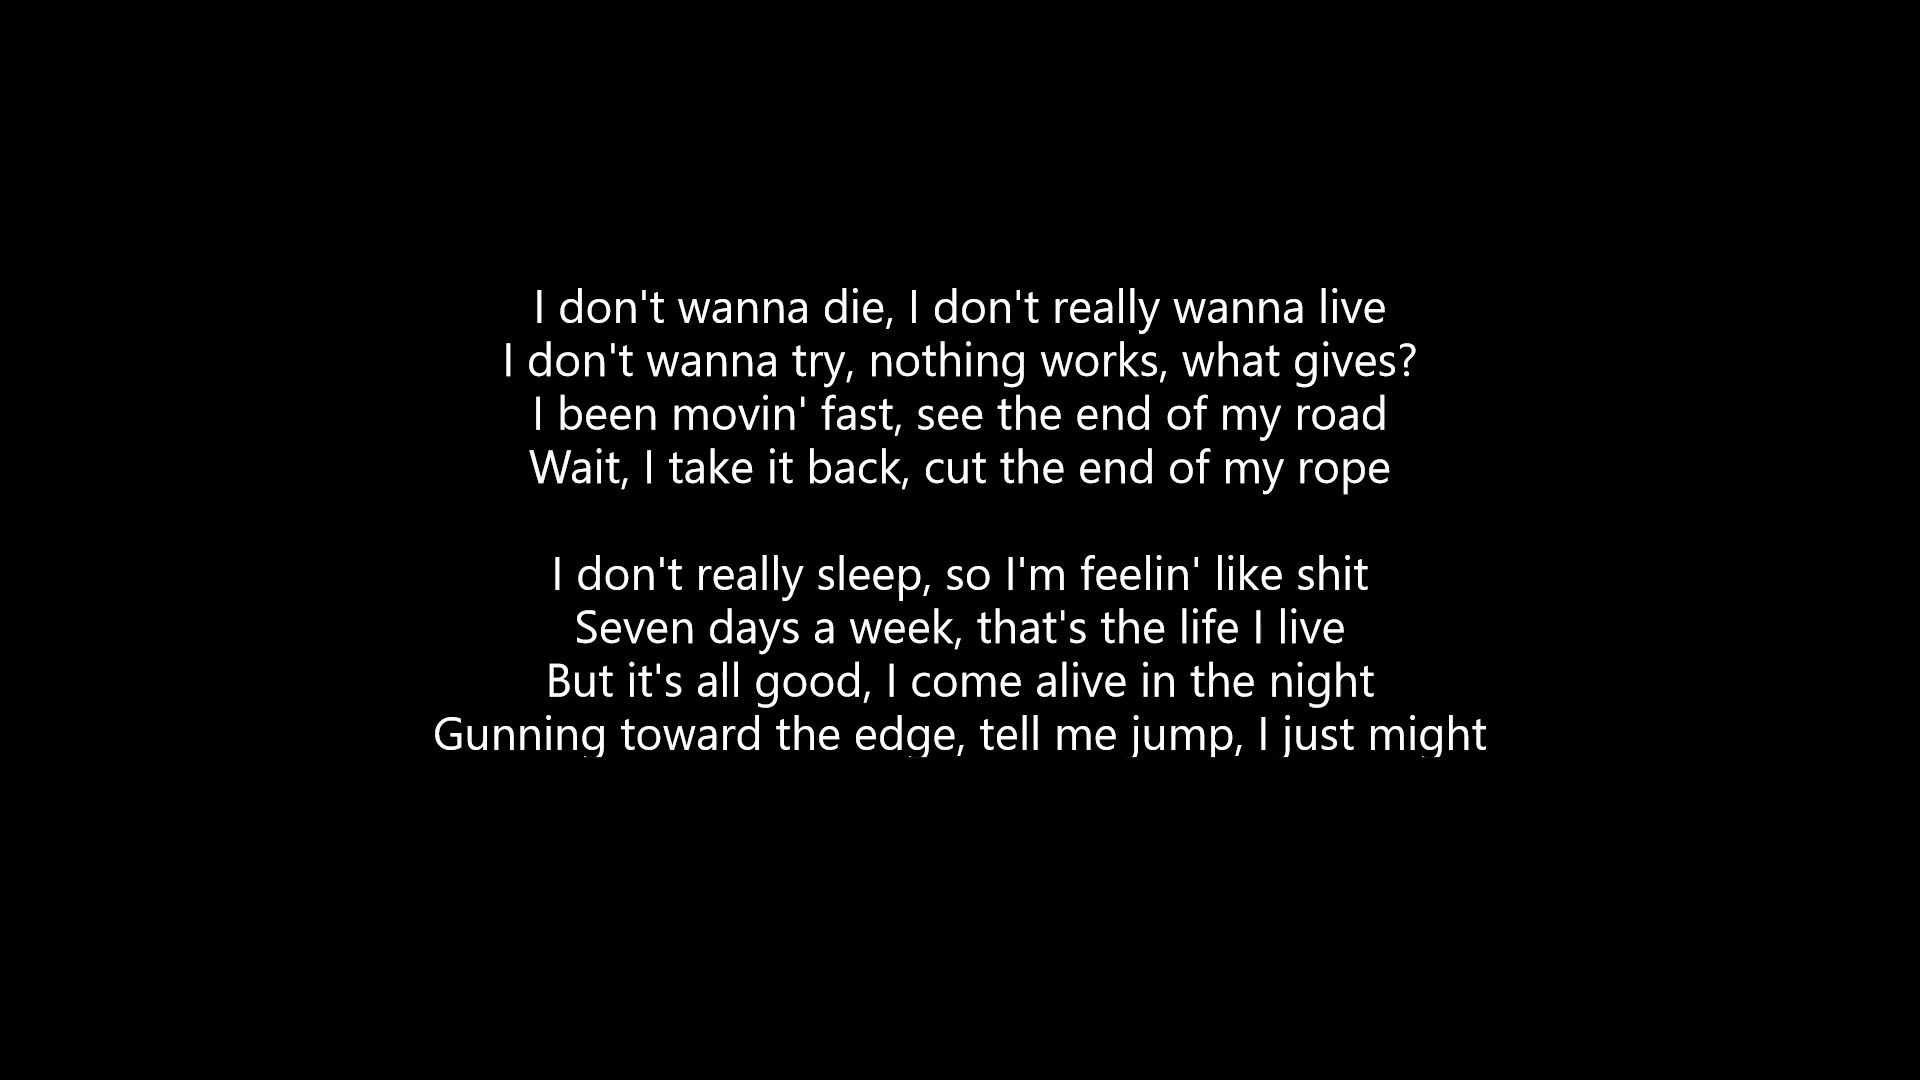 I don't wanna die, I don't really wanna live
I don't wanna try, nothing works, what gives?
I been movin' fast, see the end of my road
Wait, I take it back, cut the end of my rope
I don't really sleep, so I'm feelin' like shit
Seven days a week, that's the life I live
But it's all good, I come alive in the night
Gunning toward the edge, tell me jump, I just might